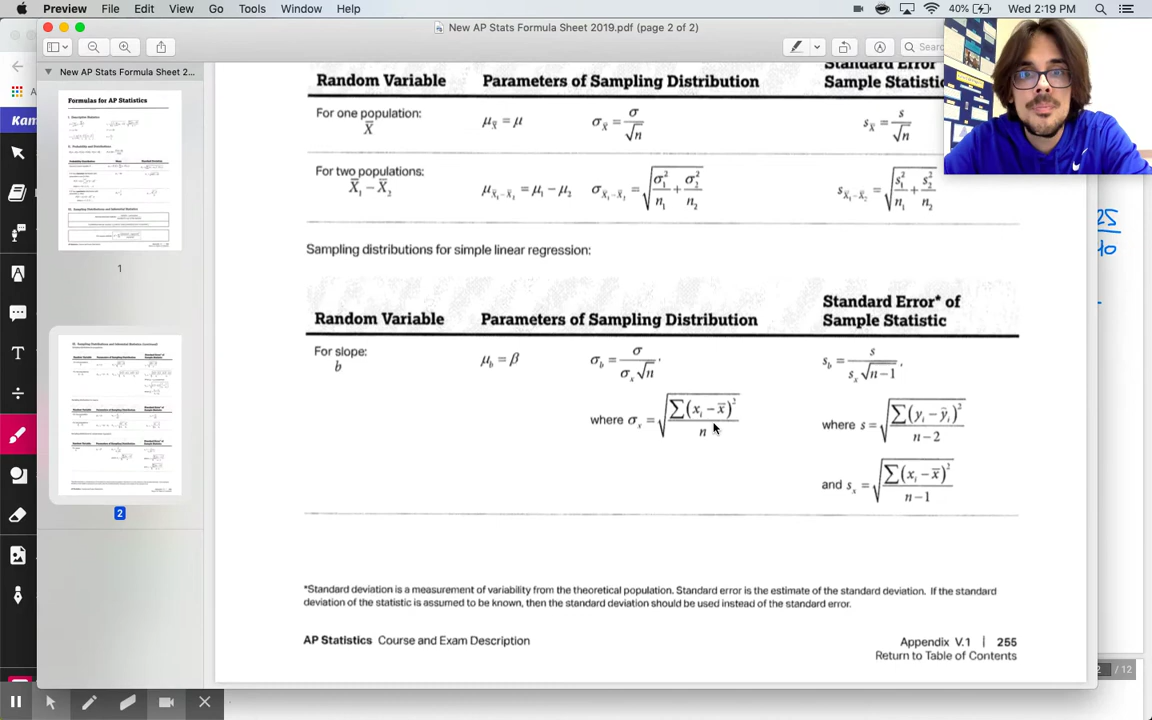 Preview File Edit View Go Tools Window Help 40% Wed 2:19 PM
New AP Stats Formula Sheet 2019.pdf (page 2 of 2)
Searc
New AP Stats Formula Sheet 2...
Kam
Formulas for AP Statistics
1
2
Standard Error
Random Variable Parameters of Sampling Distribution Sample Statistic
For one population:
X̄ μ_X̄ = μ σ_X̄ = σ/√n s_X̄ = s/√n
For two populations:
X̄₁ − X̄₂ μ_X̄₁−X̄₂ = μ₁ − μ₂ σ_X̄₁−X̄₂ = √(σ₁²/n₁ + σ₂²/n₂) s_X̄₁−X̄₂ = √(s₁²/n₁ + s₂²/n₂)
25
40
Sampling distributions for simple linear regression:
Standard Error* of
Random Variable Parameters of Sampling Distribution Sample Statistic
For slope:
b μ_b = β σ_b = σ/(σ_x√n), s_b = s/(s_x√(n−1)),
where σ_x = √(∑(x_i − x̄)²/n) where s = √(∑(y_i − ŷ_i)²/(n−2))
and s_x = √(∑(x_i − x̄)²/(n−1))
*Standard deviation is a measurement of variability from the theoretical population. Standard error is the estimate of the standard deviation. If the standard
deviation of the statistic is assumed to be known, then the standard deviation should be used instead of the standard error.
AP Statistics Course and Exam Description Appendix V.1 | 255
Return to Table of Contents
2 / 12